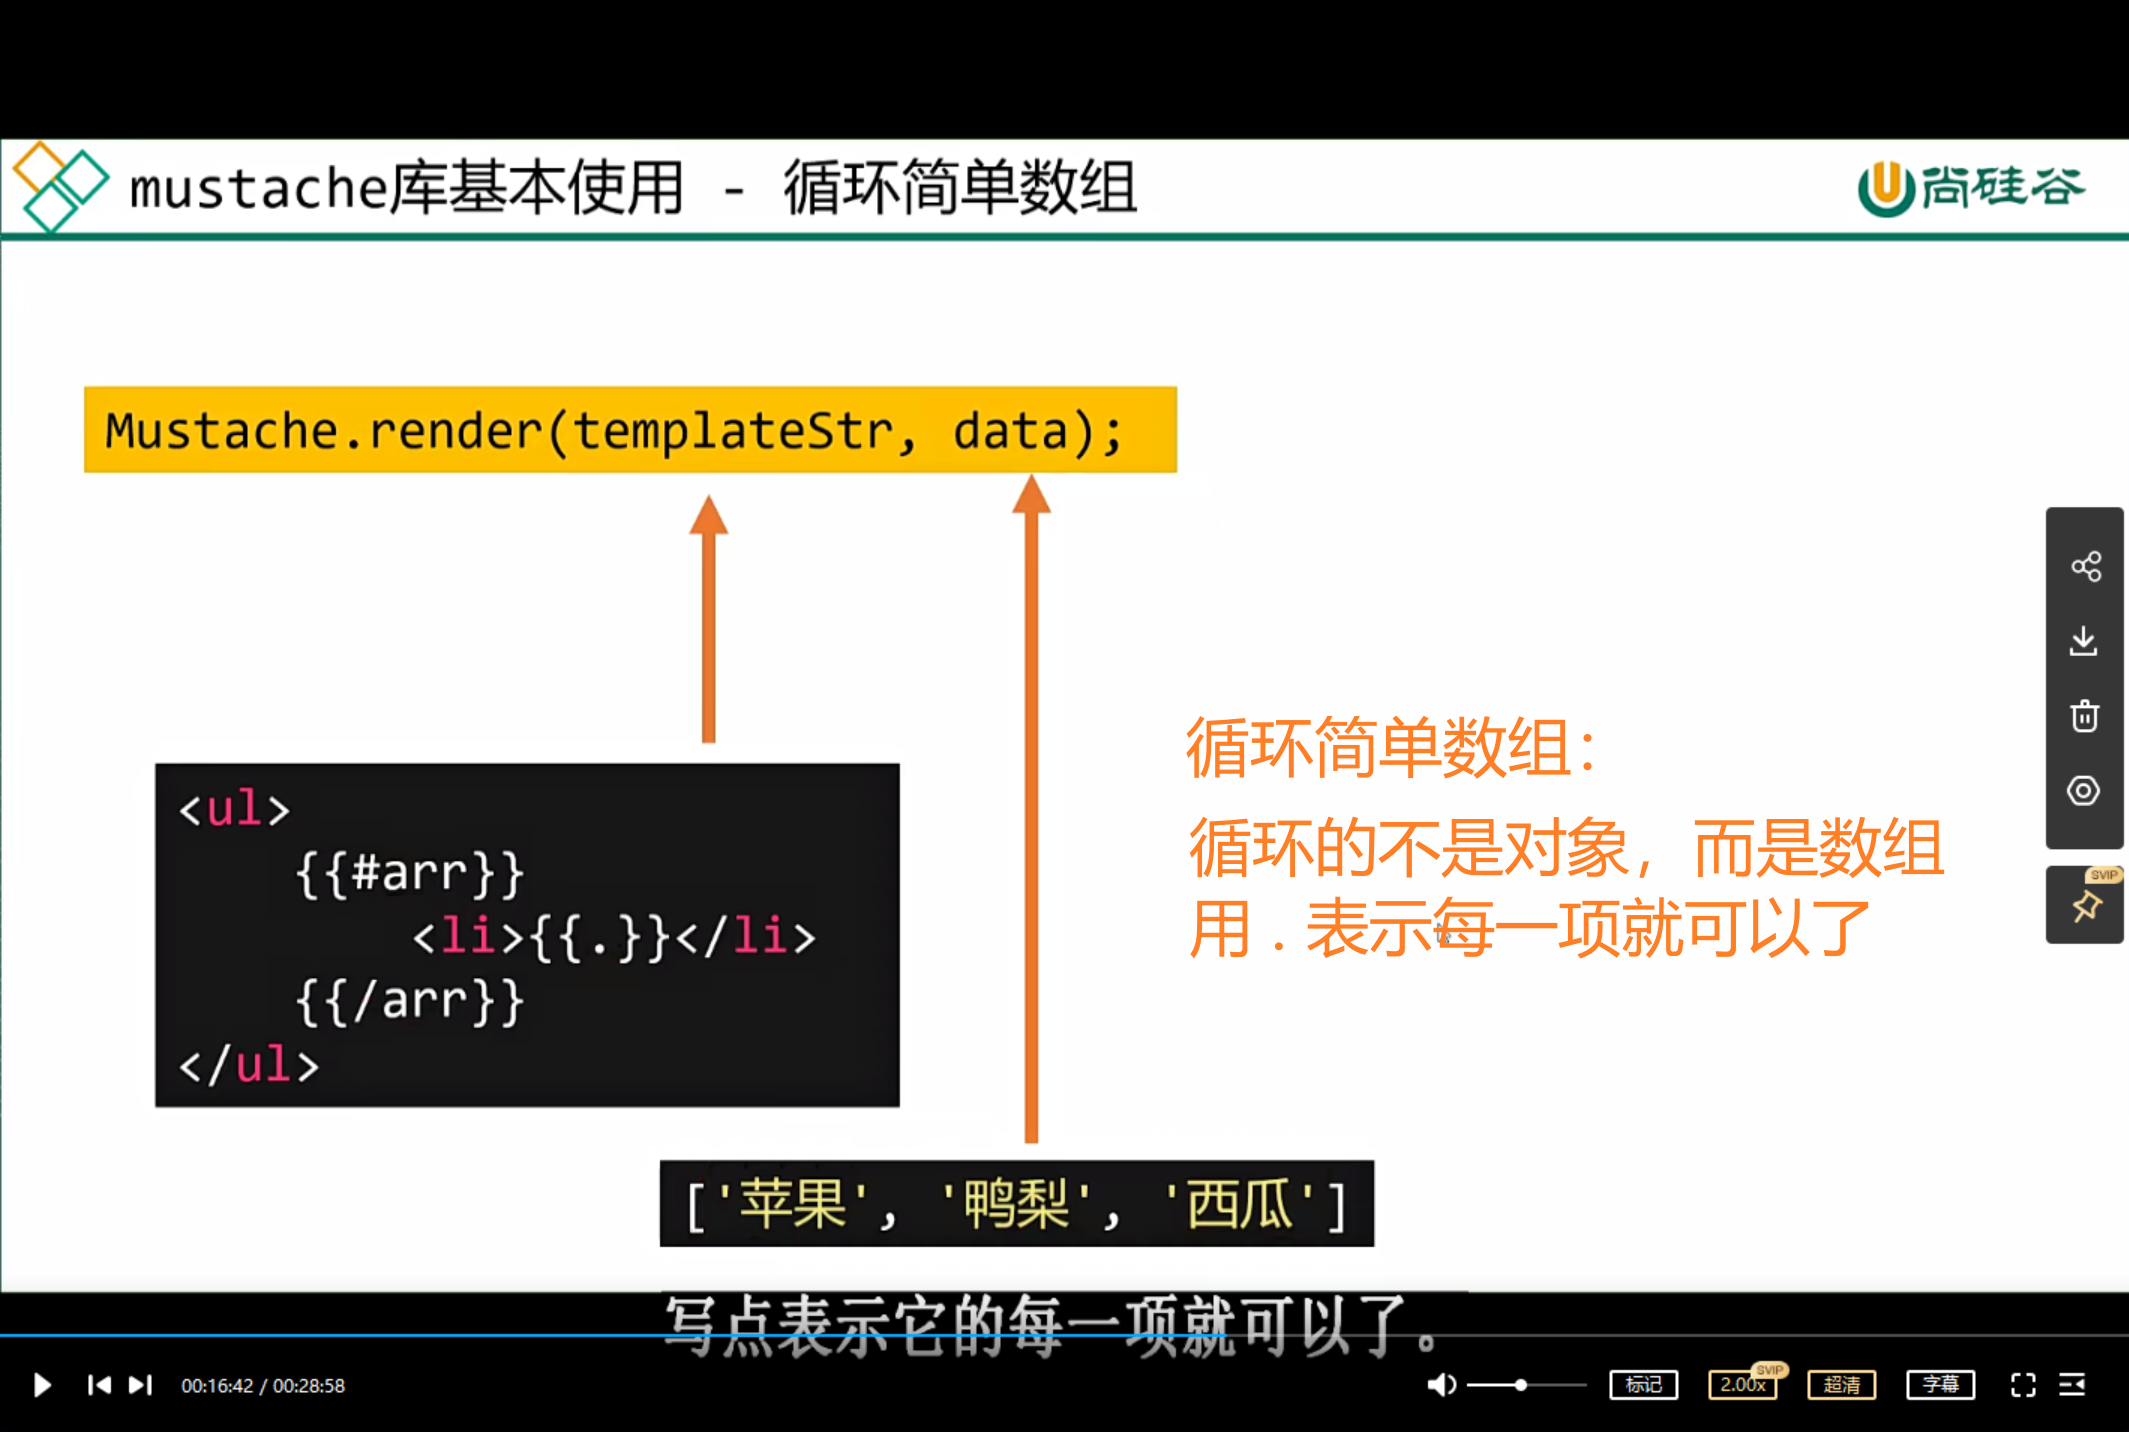 mustache库基本使用 - 循环简单数组
尚硅谷
Mustache.render(templateStr, data);
<ul>
{{#arr}}
<li>{{.}}</li>
{{/arr}}
</ul>
循环简单数组：
循环的不是对象，而是数组
用 . 表示每一项就可以了
['苹果', '鸭梨', '西瓜']
SVIP
写点表示它的每一项就可以了。
00:16:42 / 00:28:58
标记
2.00x
SVIP
超清
字幕